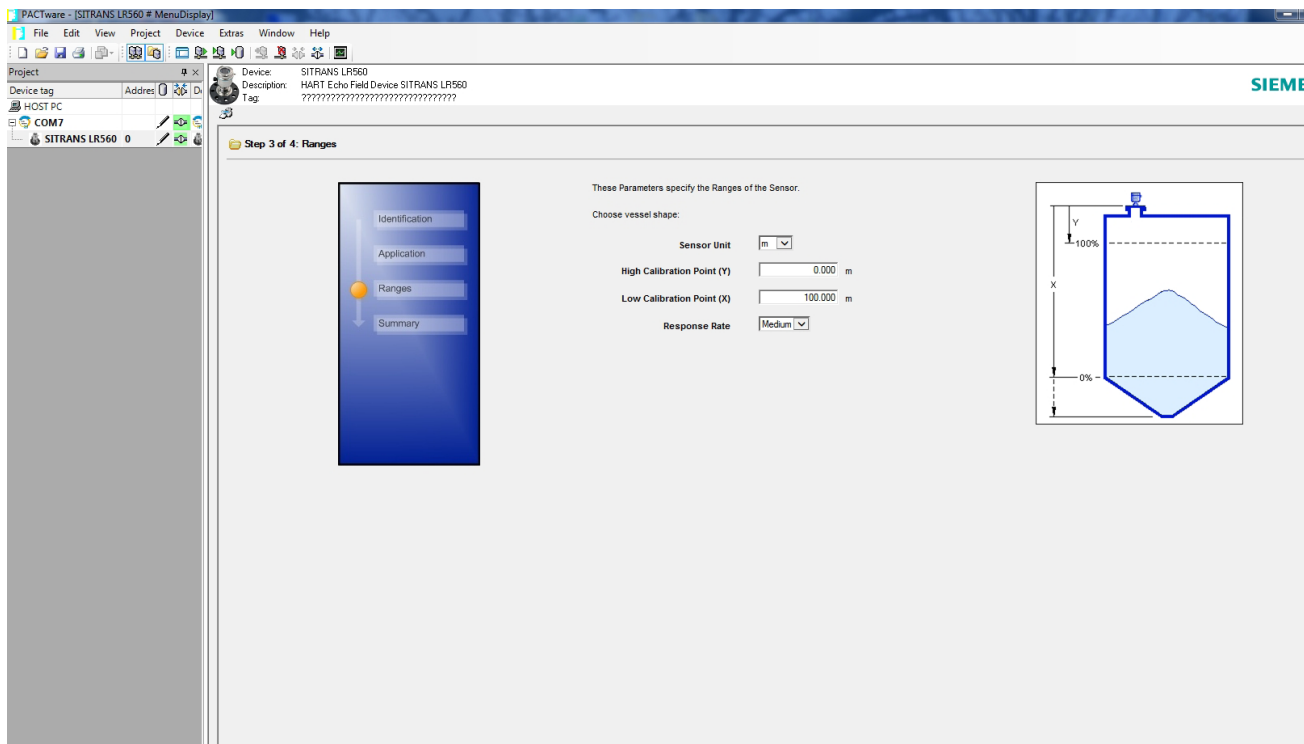 PACTware - [SITRANS LR560 # MenuDisplay]
File Edit View Project Device Extras Window Help
Project
Device tag Addres
HOST PC
COM7
SITRANS LR560 0
Device: SITRANS LR560
Description: HART Echo Field Device SITRANS LR560
Tag: ????????????????????????????????
SIEME
Step 3 of 4: Ranges
Identification
Application
Ranges
Summary
These Parameters specify the Ranges of the Sensor.
Choose vessel shape:
Sensor Unit m
High Calibration Point (Y) 0.000 m
Low Calibration Point (X) 100.000 m
Response Rate Medium
Y
100%
X
0%